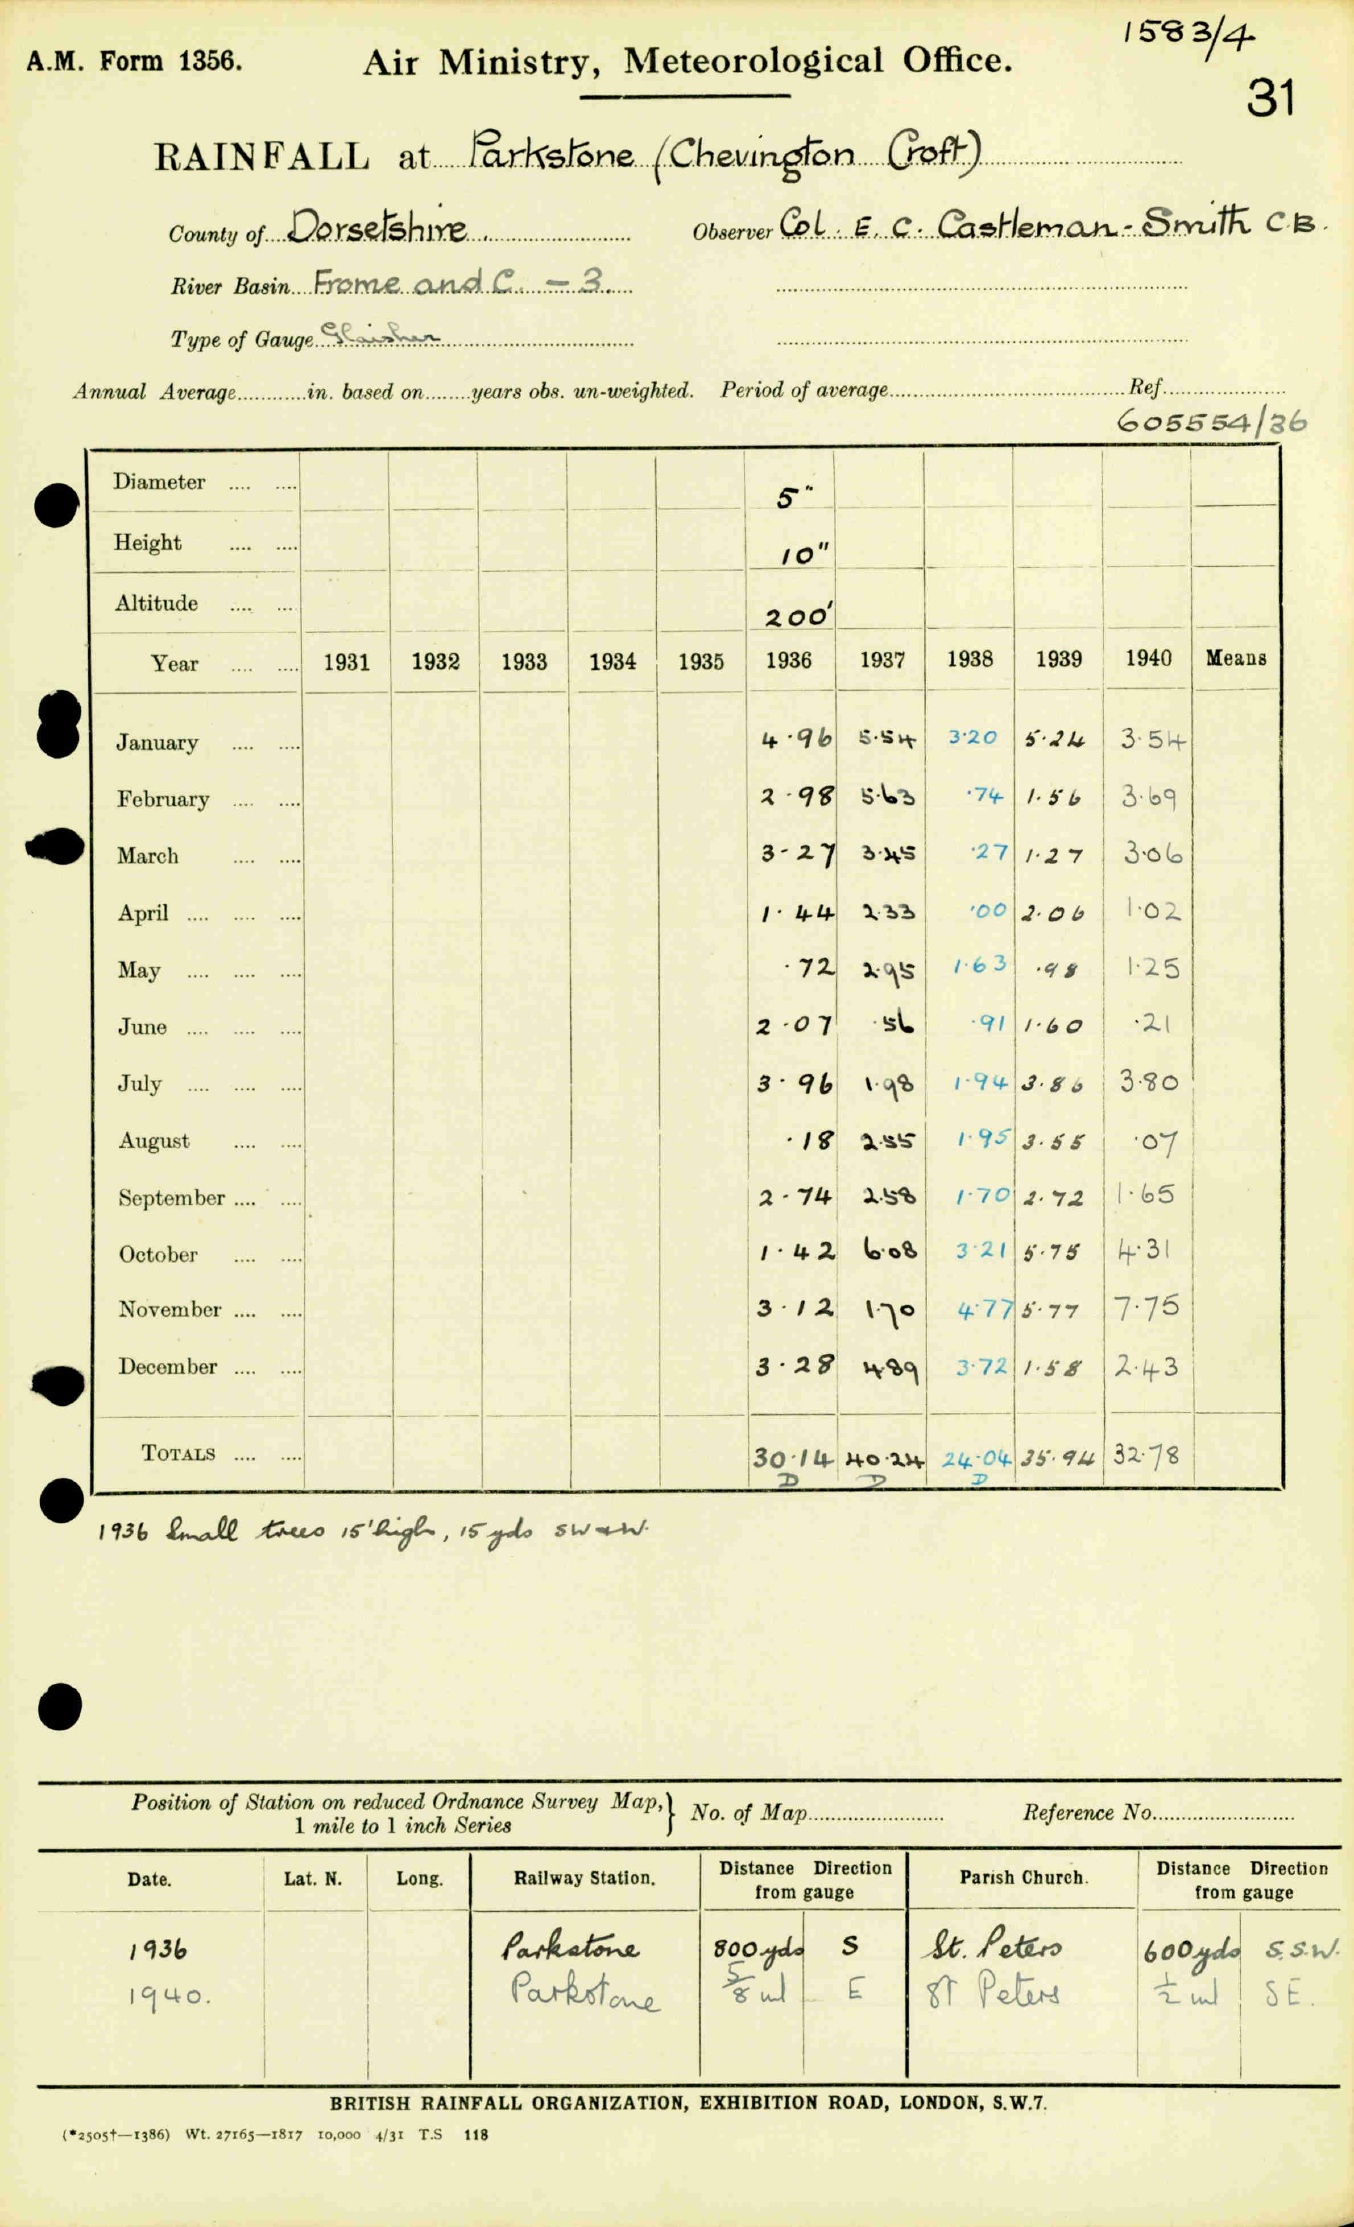 1583/4
A.M. Form 1356. Air Ministry, Meteorological Office.
31
RAINFALL at Parkstone (Chevington Croft)
County of Dorsetshire. Observer Col. E. C. Castleman-Smith C.B.
River Basin Frome and C. - 3.
Type of Gauge Glaisher
Annual Average............in. based on........years obs. un-weighted. Period of average........................................Ref.....................
605554/36
Diameter .... .... 5"
Height .... .... 10"
Altitude .... .... 200'
Year .... .... 1931 1932 1933 1934 1935 1936 1937 1938 1939 1940 Means
January .... .... 4.96 5.54 3.20 5.24 3.54
February .... .... 2.98 5.63 .74 1.56 3.69
March .... .... 3.27 3.45 .27 1.27 3.06
April .... .... .... 1.44 2.33 .00 2.06 1.02
May .... .... .... .72 2.95 1.63 .98 1.25
June .... .... .... 2.07 .56 .91 1.60 .21
July .... .... .... 3.96 1.98 1.94 3.86 3.80
August .... .... .18 2.55 1.95 3.55 .07
September .... .... 2.74 2.58 1.70 2.72 1.65
October .... .... 1.42 6.08 3.21 5.75 4.31
November .... .... 3.12 1.70 4.77 5.77 7.75
December .... .... 3.28 4.89 3.72 1.58 2.43
TOTALS .... .... 30.14 40.24 24.04 35.94 32.78
D D D
1936 Small trees 15' high, 15 yds SW & W.
Position of Station on reduced Ordnance Survey Map, } No. of Map........................ Reference No.........................
1 mile to 1 inch Series
Date. Lat. N. Long. Railway Station. Distance Direction Parish Church. Distance Direction
from gauge from gauge
1936 Parkstone 800 yds S St. Peters 600 yds S.S.W.
1940. Parkstone 5/8 ml E St Peters 1/2 ml SE.
BRITISH RAINFALL ORGANIZATION, EXHIBITION ROAD, LONDON, S.W.7.
(*2505†—1386) Wt. 27165—1817 10,000 4/31 T.S 118